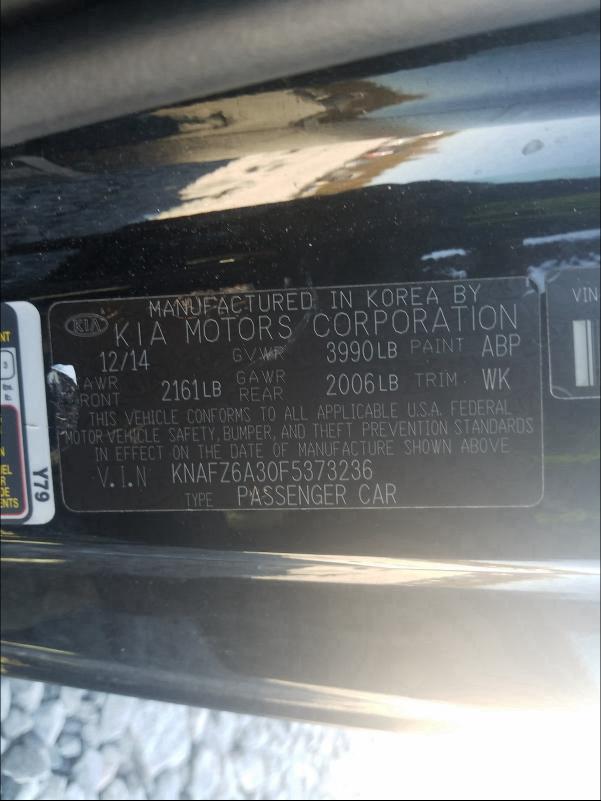 MANUFACTURED IN KOREA BY
KIA KIA MOTORS CORPORATION
12/14 GVWR 3990LB PAINT ABP
GAWR FRONT 2161LB GAWR REAR 2006LB TRIM WK
THIS VEHICLE CONFORMS TO ALL APPLICABLE U.S.A. FEDERAL
MOTOR VEHICLE SAFETY, BUMPER, AND THEFT PREVENTION STANDARDS
IN EFFECT ON THE DATE OF MANUFACTURE SHOWN ABOVE
V.I.N KNAFZ6A30F5373236
TYPE PASSENGER CAR
Y79
VIN